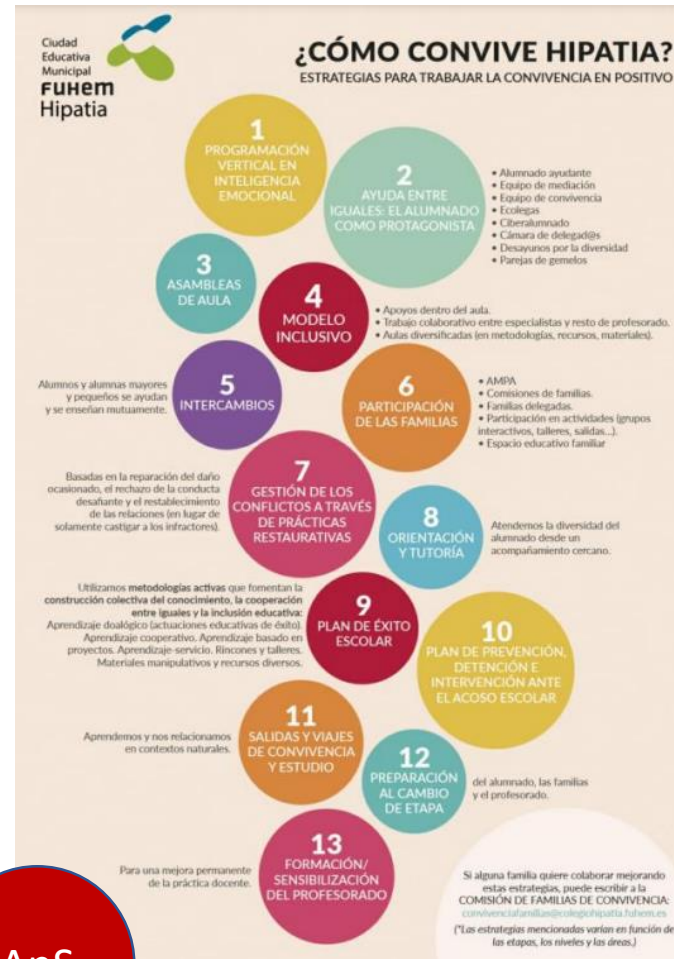 Ciudad
Educativa
Municipal
FUHem
Hipatia
¿CÓMO CONVIVE HIPATIA?
ESTRATEGIAS PARA TRABAJAR LA CONVIVENCIA EN POSITIVO
1
PROGRAMACIÓN
VERTICAL EN
INTELIGENCIA
EMOCIONAL
2
AYUDA ENTRE
IGUALES: EL ALUMNADO
COMO PROTAGONISTA
• Alumnado ayudante
• Equipo de mediación
• Equipo de convivencia
• Ecolegas
• Ciberalumnado
• Cámara de delegad@s
• Desayunos por la diversidad
• Parejas de gemelos
3
ASAMBLEAS
DE AULA
4
MODELO
INCLUSIVO
• Apoyos dentro del aula.
• Trabajo colaborativo entre especialistas y resto de profesorado.
• Aulas diversificadas (en metodologías, recursos, materiales).
Alumnos y alumnas mayores
y pequeños se ayudan
y se enseñan mutuamente.
5
INTERCAMBIOS
6
PARTICIPACIÓN
DE LAS FAMILIAS
• AMPA
• Comisiones de familias.
• Familias delegadas.
• Participación en actividades (grupos
interactivos, talleres, salidas...).
• Espacio educativo familiar
Basadas en la reparación del daño
ocasionado, el rechazo de la conducta
desafiante y el restablecimiento
de las relaciones (en lugar de
solamente castigar a los infractores).
7
GESTIÓN DE LOS
CONFLICTOS A TRAVÉS
DE PRÁCTICAS
RESTAURATIVAS
8
ORIENTACIÓN
Y TUTORÍA
Atendemos la diversidad del
alumnado desde un
acompañamiento cercano.
Utilizamos metodologías activas que fomentan la
construcción colectiva del conocimiento, la cooperación
entre iguales y la inclusión educativa:
Aprendizaje doalógico (actuaciones educativas de éxito).
Aprendizaje cooperativo. Aprendizaje basado en
proyectos. Aprendizaje-servicio. Rincones y talleres.
Materiales manipulativos y recursos diversos.
9
PLAN DE ÉXITO
ESCOLAR
10
PLAN DE PREVENCIÓN,
DETENCIÓN E
INTERVENCIÓN ANTE
EL ACOSO ESCOLAR
Aprendemos y nos relacionamos
en contextos naturales.
11
SALIDAS Y VIAJES
DE CONVIVENCIA
Y ESTUDIO
12
PREPARACIÓN
AL CAMBIO
DE ETAPA
del alumnado, las familias
y el profesorado.
Para una mejora permanente
de la práctica docente.
13
FORMACIÓN/
SENSIBILIZACIÓN
DEL PROFESORADO
Si alguna familia quiere colaborar mejorando
estas estrategias, puede escribir a la
COMISIÓN DE FAMILIAS DE CONVIVENCIA:
convivenciafamilias@colegiohipatia.fuhem.es
(*Las estrategias mencionadas varían en función de
las etapas, los niveles y las áreas.)